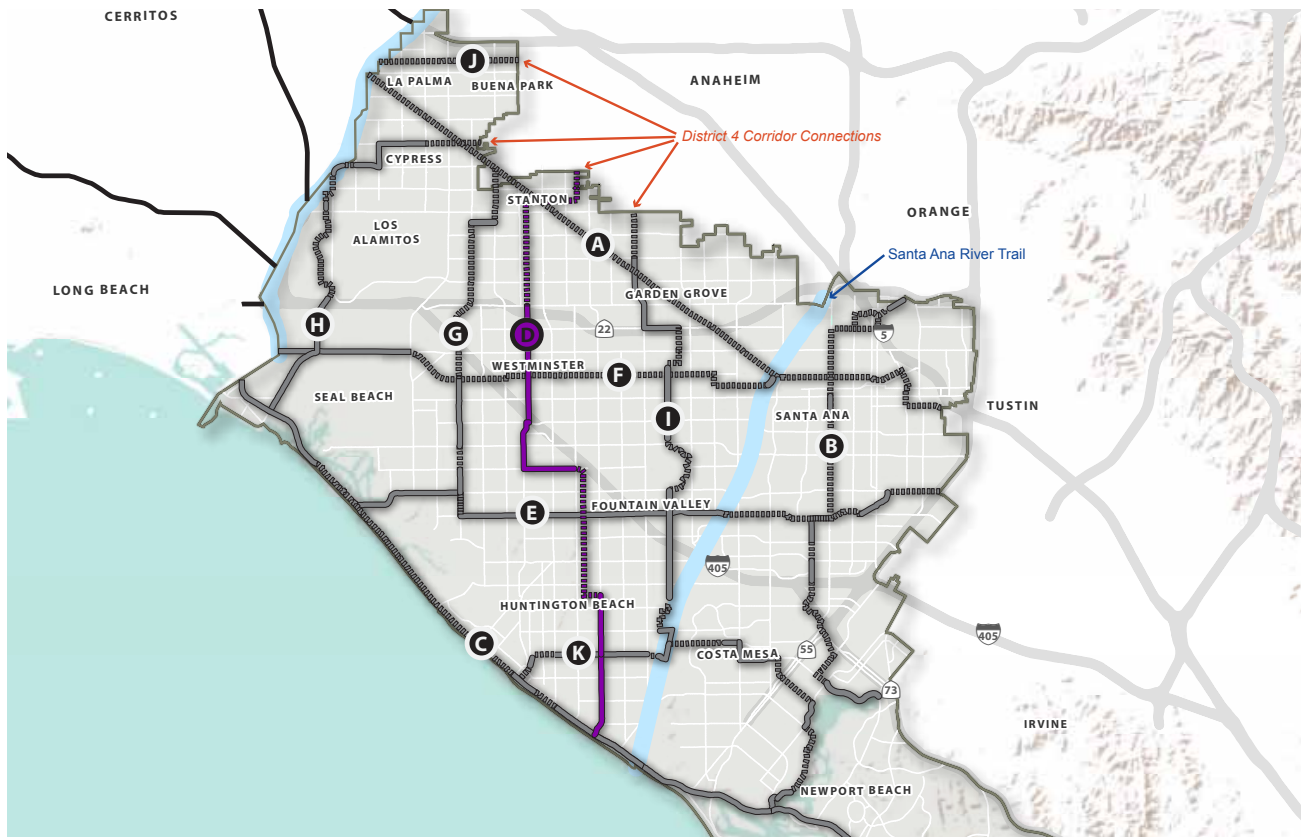 CERRITOS
J
ANAHEIM
LA PALMA
BUENA PARK
District 4 Corridor Connections
CYPRESS
STANTON
ORANGE
LOS
ALAMITOS
A
Santa Ana River Trail
LONG BEACH
GARDEN GROVE
H
G
D
22
5
WESTMINSTER
F
SEAL BEACH
TUSTIN
SANTA ANA
I
B
FOUNTAIN VALLEY
E
405
HUNTINGTON BEACH
405
C
K
COSTA MESA
55
73
IRVINE
NEWPORT BEACH